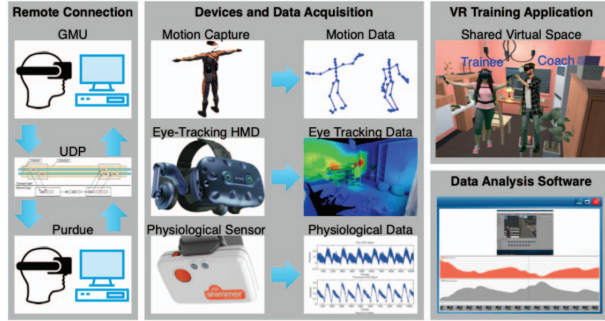 Remote Connection
GMU
UDP
Purdue
Devices and Data Acquisition
Motion Capture
Motion Data
Eye-Tracking HMD
Eye Tracking Data
Physiological Sensor
Physiological Data
shimmer
VR Training Application
Shared Virtual Space
Trainee
Coach
Data Analysis Software